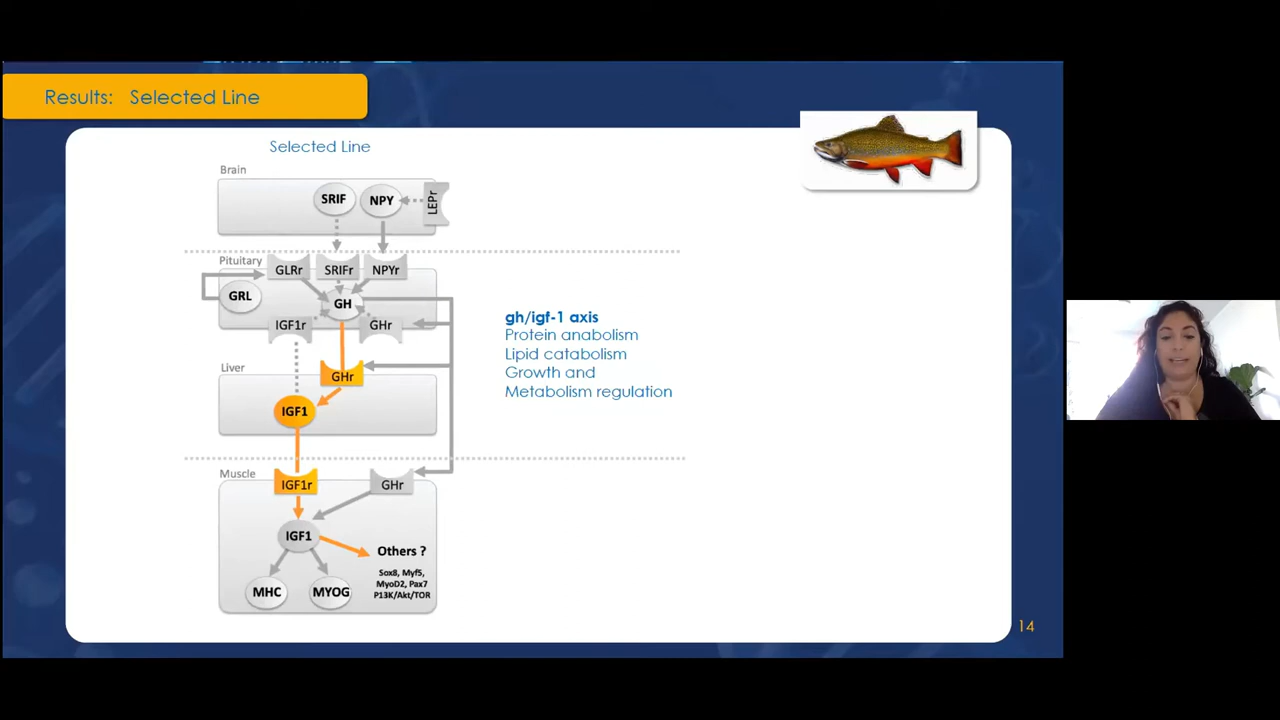 Results: Selected Line
Selected Line
Brain
SRIF
NPY
LEPr
Pituitary
GLRr
SRIFr
NPYr
GRL
GH
IGF1r
GHr
Liver
GHr
IGF1
gh/igf-1 axis
Protein anabolism
Lipid catabolism
Growth and
Metabolism regulation
Muscle
IGF1r
GHr
IGF1
Others ?
Sox8, Myf5,
MyoD2, Pax7
P13K/Akt/TOR
MHC
MYOG
14